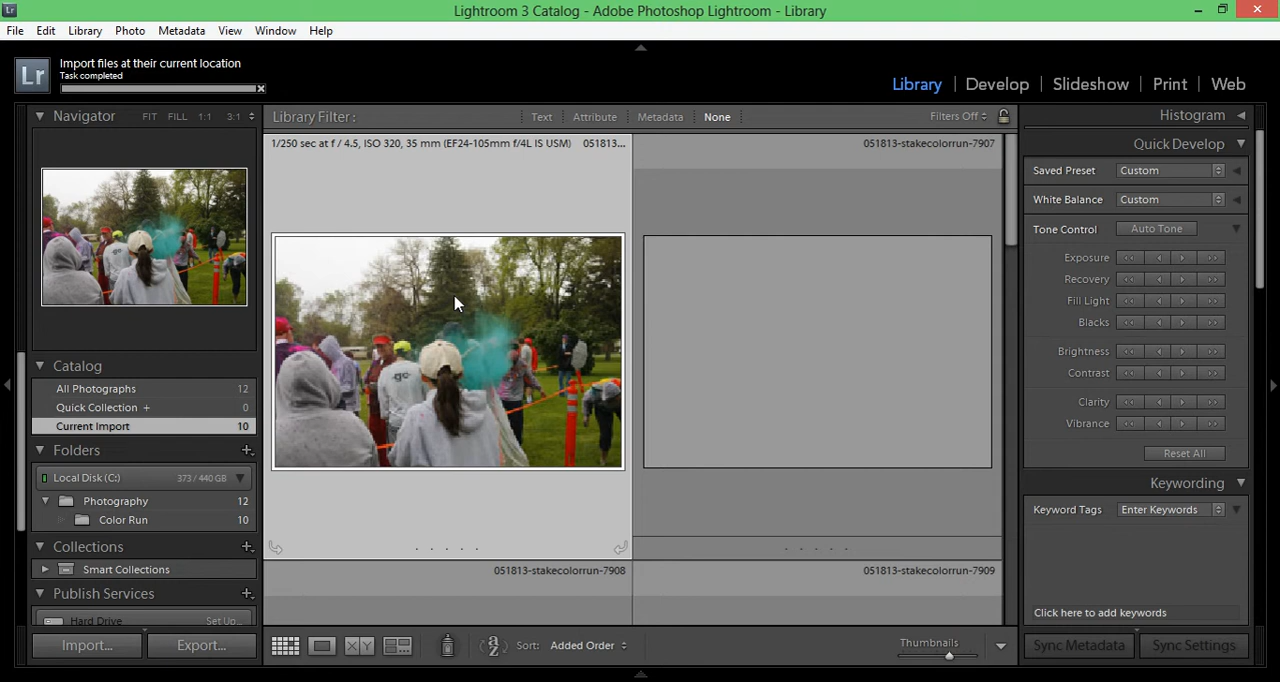 Lr Lightroom 3 Catalog - Adobe Photoshop Lightroom - Library
File Edit Library Photo Metadata View Window Help
Lr Import files at their current location
Task completed
Library | Develop | Slideshow | Print | Web
Navigator FIT FILL 1:1 3:1
Library Filter : Text Attribute Metadata None Filters Off
Histogram
1/250 sec at f / 4.5, ISO 320, 35 mm (EF24-105mm f/4L IS USM) 051813...
051813-stakecolorrun-7907
Quick Develop
Saved Preset Custom
White Balance Custom
Tone Control Auto Tone
Exposure
Recovery
Fill Light
Blacks
Brightness
Contrast
Clarity
Vibrance
Reset All
Catalog
All Photographs 12
Quick Collection + 0
Current Import 10
Folders
Local Disk (C:) 373 / 440 GB
Photography 12
Color Run 10
Collections
Smart Collections
Publish Services
Hard Drive Set Up...
Import... Export...
go
051813-stakecolorrun-7908
051813-stakecolorrun-7909
Keywording
Keyword Tags Enter Keywords
Click here to add keywords
XY Sort: Added Order Thumbnails
Sync Metadata Sync Settings